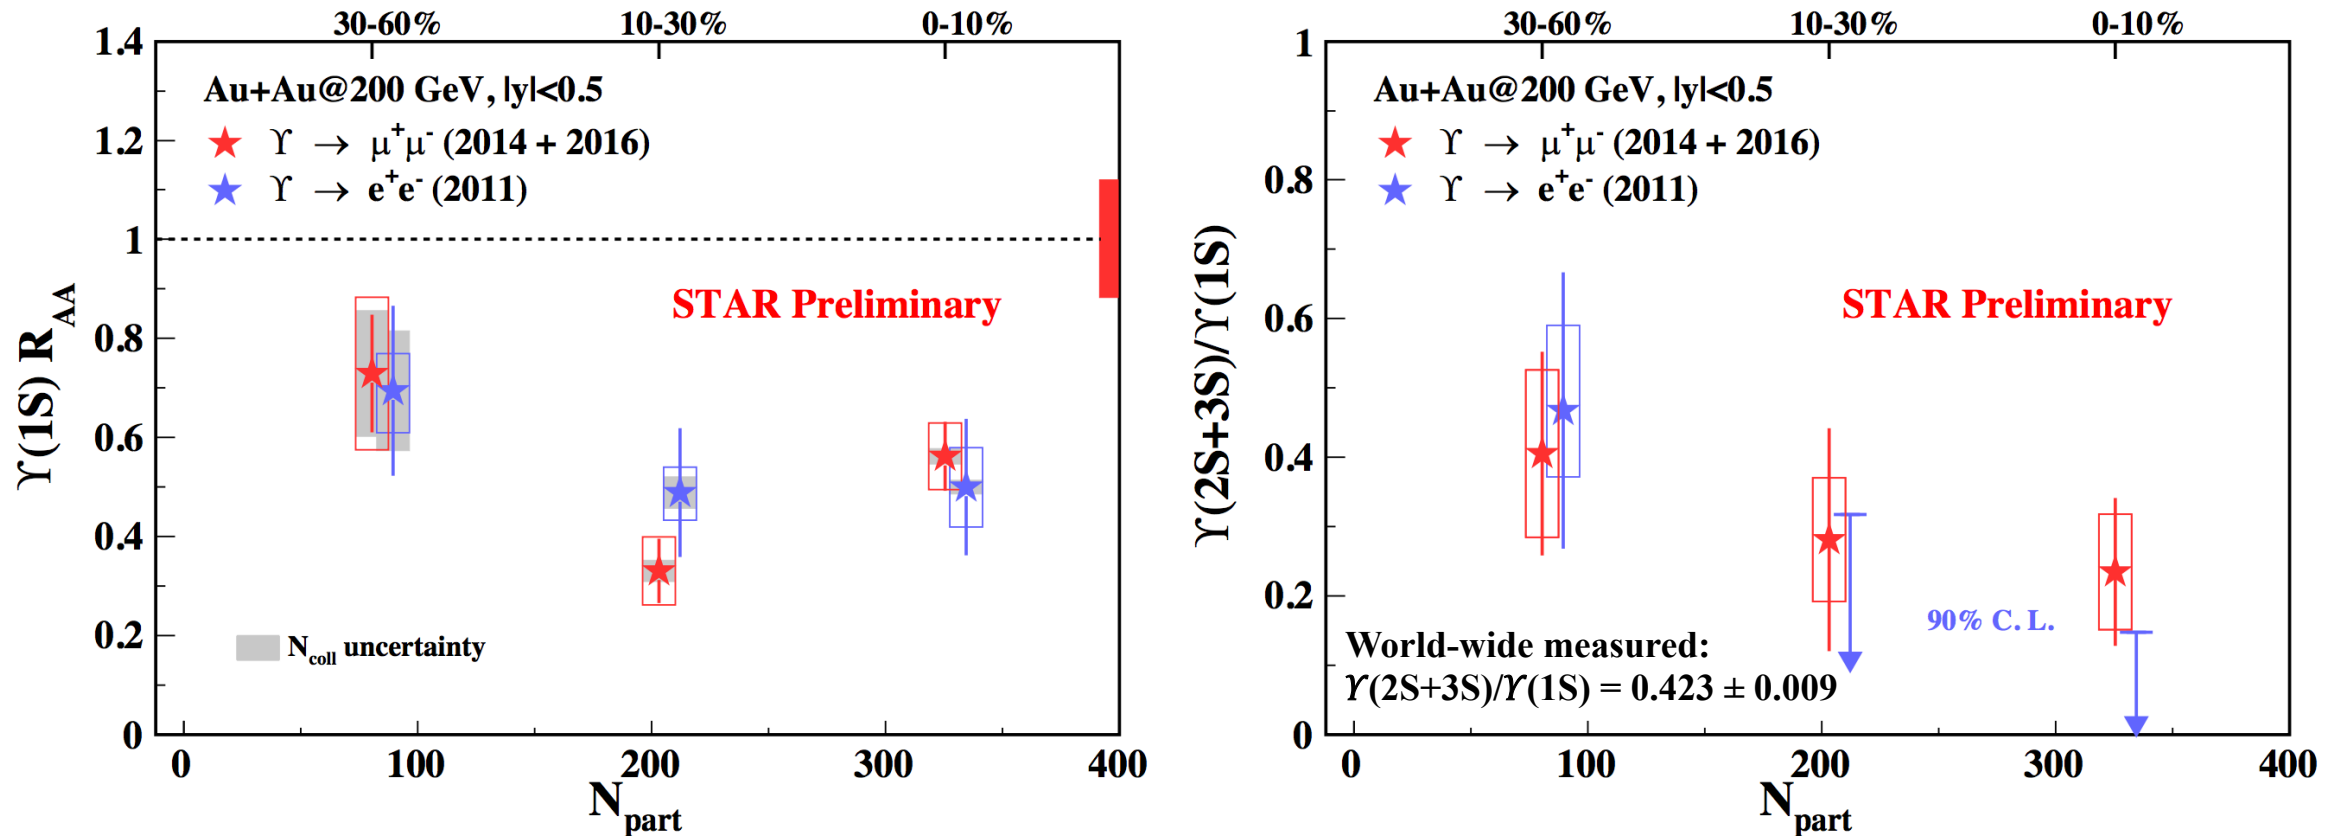 30-60% 10-30% 0-10%
1.4
1.2
1
0.8
0.6
0.4
0.2
0
ϒ(1S) R_AA
Au+Au@200 GeV, |y|<0.5
ϒ → μ⁺μ⁻ (2014 + 2016)
ϒ → e⁺e⁻ (2011)
STAR Preliminary
N_coll uncertainty
0 100 200 300 400
N_part
30-60% 10-30% 0-10%
1
0.8
0.6
0.4
0.2
0
ϒ(2S+3S)/ϒ(1S)
Au+Au@200 GeV, |y|<0.5
ϒ → μ⁺μ⁻ (2014 + 2016)
ϒ → e⁺e⁻ (2011)
STAR Preliminary
90% C. L.
World-wide measured:
ϒ(2S+3S)/ϒ(1S) = 0.423 ± 0.009
0 100 200 300 400
N_part